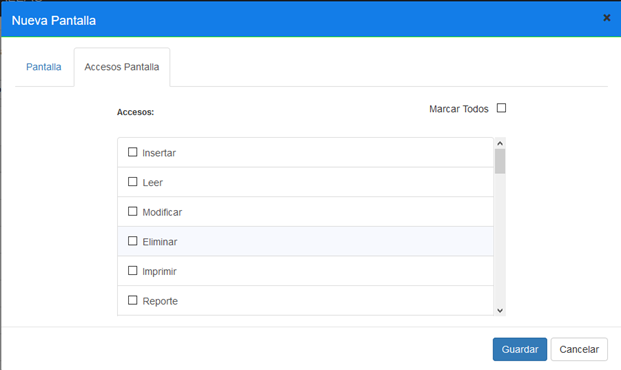 Nueva Pantalla
Pantalla
Accesos Pantalla
Accesos:
Marcar Todos
Insertar
Leer
Modificar
Eliminar
Imprimir
Reporte
Guardar
Cancelar